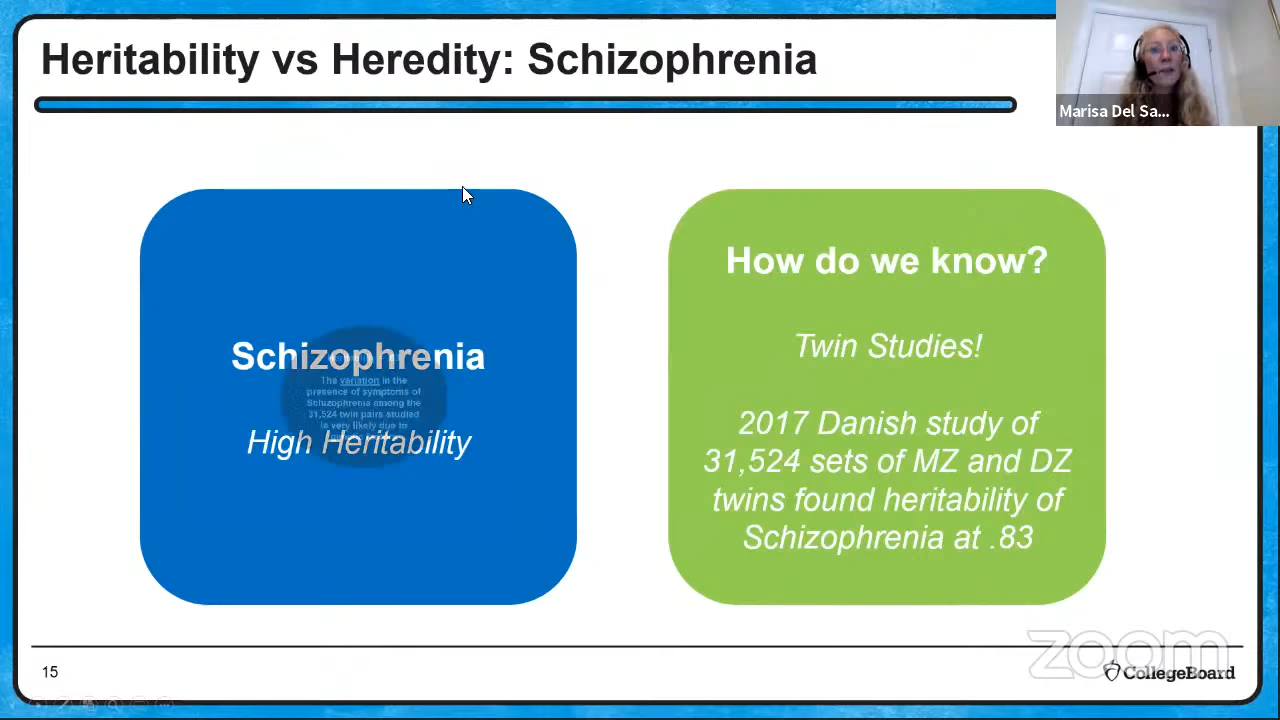 Heritability vs Heredity: Schizophrenia
Marisa Del Sa...
Schizophrenia
The variation in the
presence of symptoms of
Schizophrenia among the
31,524 twin pairs studied
is very likely due to
High Heritability
How do we know?
Twin Studies!
2017 Danish study of
31,524 sets of MZ and DZ
twins found heritability of
Schizophrenia at .83
15
zoom
CollegeBoard